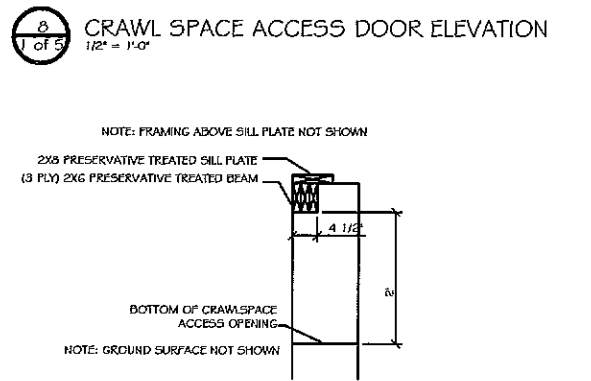 8
1 of 5
CRAWL SPACE ACCESS DOOR ELEVATION
1/2" = 1'-0"
NOTE: FRAMING ABOVE SILL PLATE NOT SHOWN
2X8 PRESERVATIVE TREATED SILL PLATE
(3 PLY) 2X6 PRESERVATIVE TREATED BEAM
4 1/2"
2'
BOTTOM OF CRAWLSPACE
ACCESS OPENING
NOTE: GROUND SURFACE NOT SHOWN